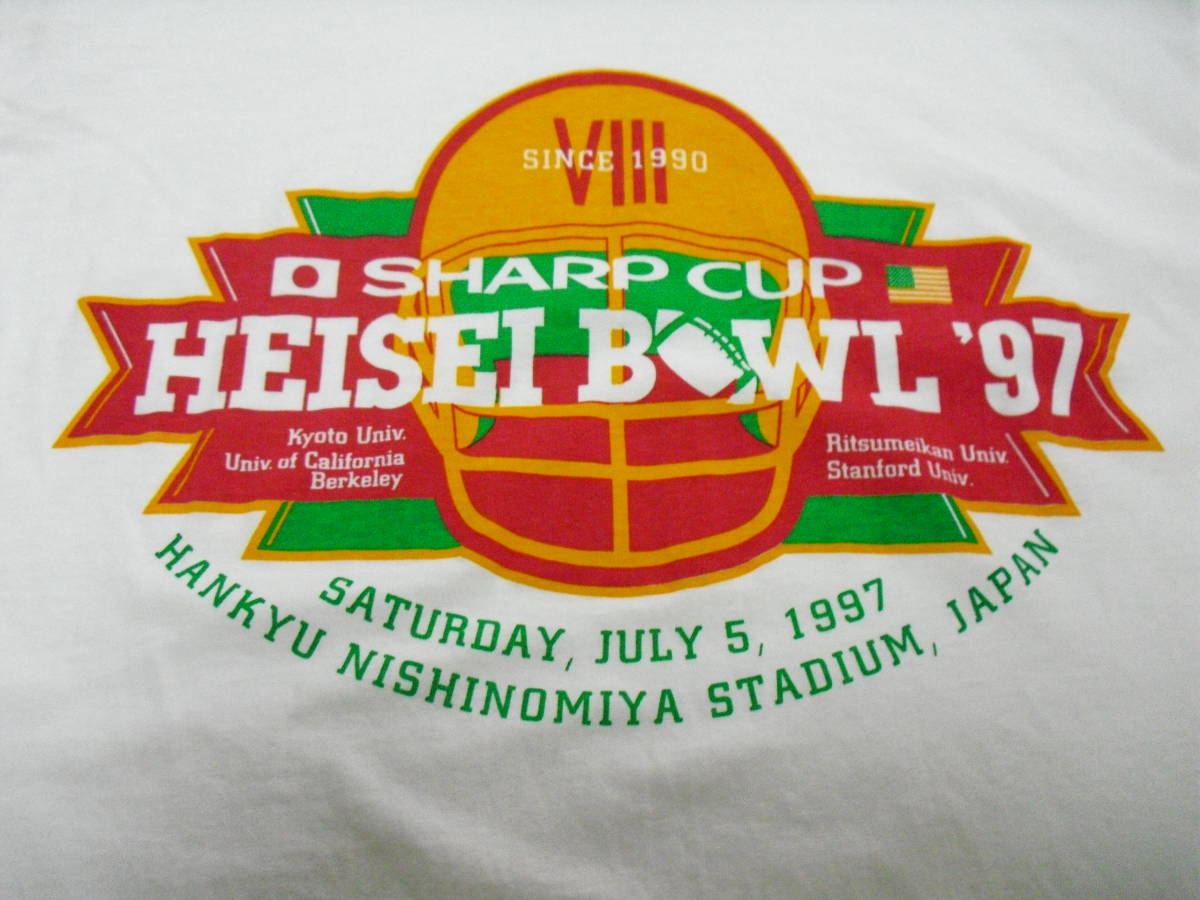 VIII
SINCE 1990
SHARP CUP
HEISEI BOWL '97
Kyoto Univ.
Univ. of California
Berkeley
Ritsumeikan Univ.
Stanford Univ.
SATURDAY, JULY 5, 1997
HANKYU NISHINOMIYA STADIUM, JAPAN